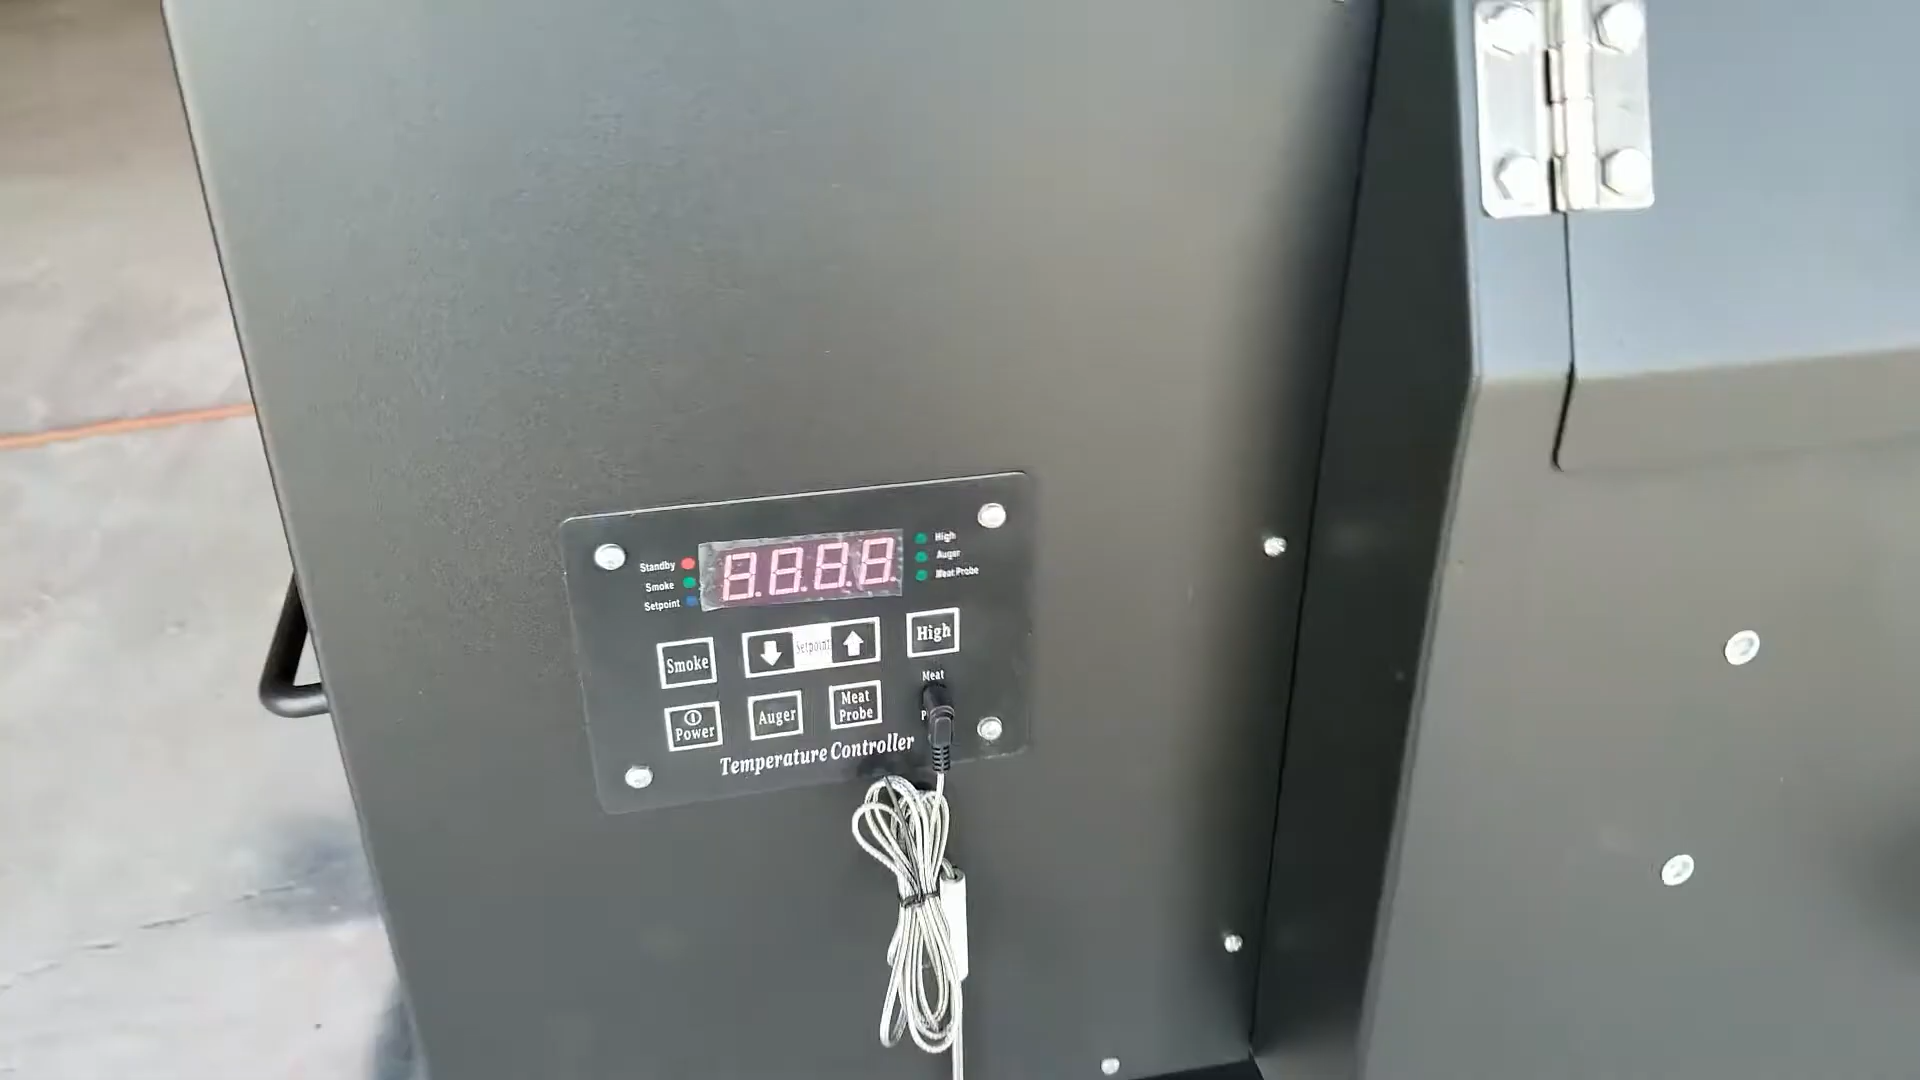 Standby
Smoke
Setpoint
8.8.8.8.
High
Auger
Meat Probe
Smoke
Setpoint
High
Power
Auger
Meat
Probe
Meat
Temperature Controller